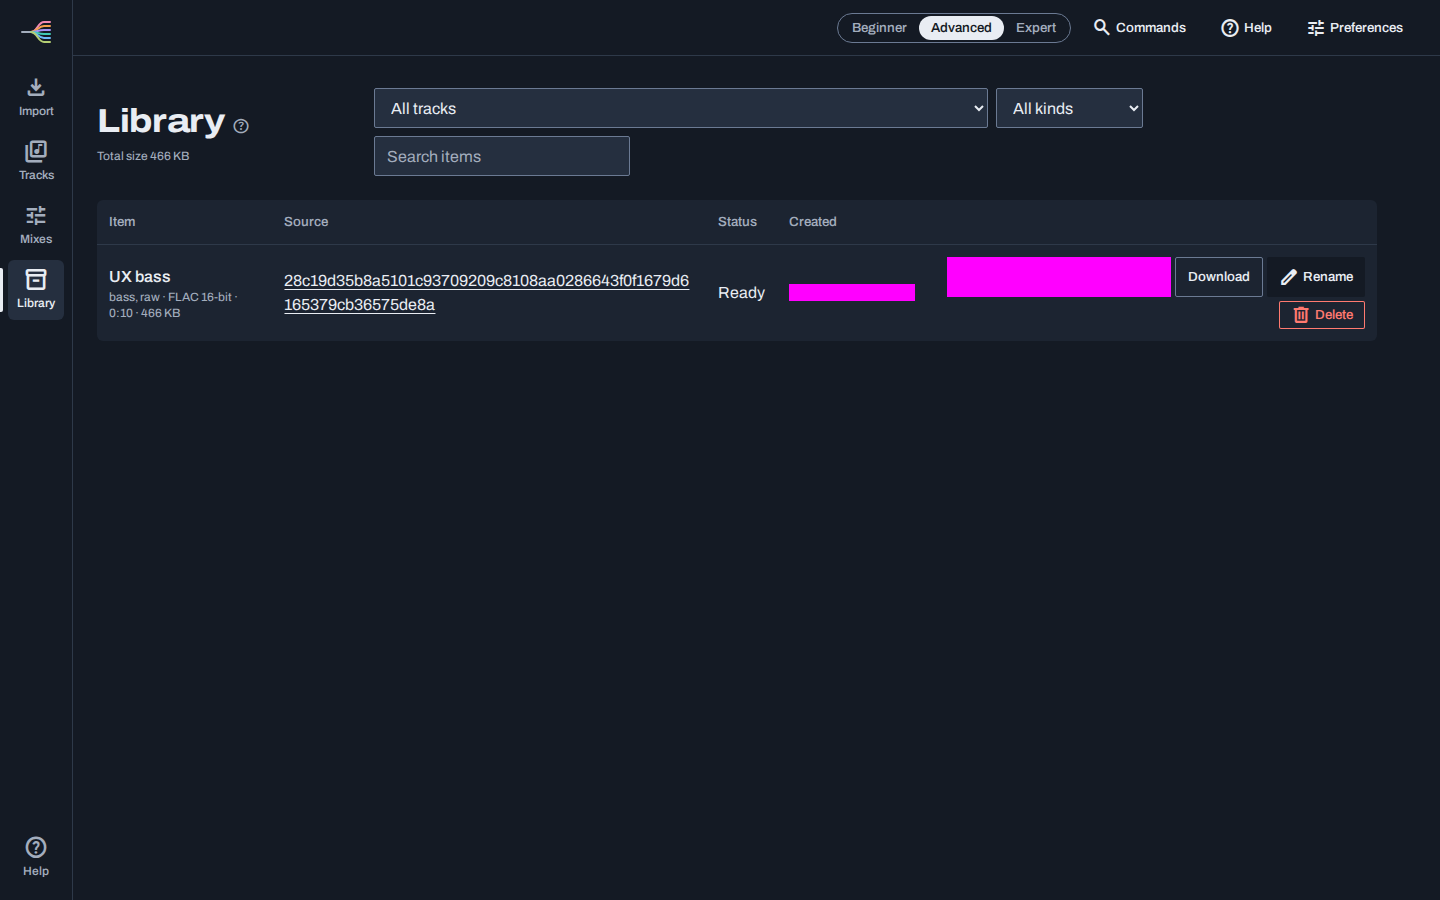 Beginner Advanced Expert Commands Help Preferences
Import
Tracks
Mixes
Library
Help
Library
Total size 466 KB
All tracks
All kinds
Search items
Item Source Status Created
UX bass
bass, raw · FLAC 16-bit ·
0:10 · 466 KB
28c19d35b8a5101c93709209c8108aa0286643f0f1679d6
165379cb36575de8a
Ready
Download
Rename
Delete